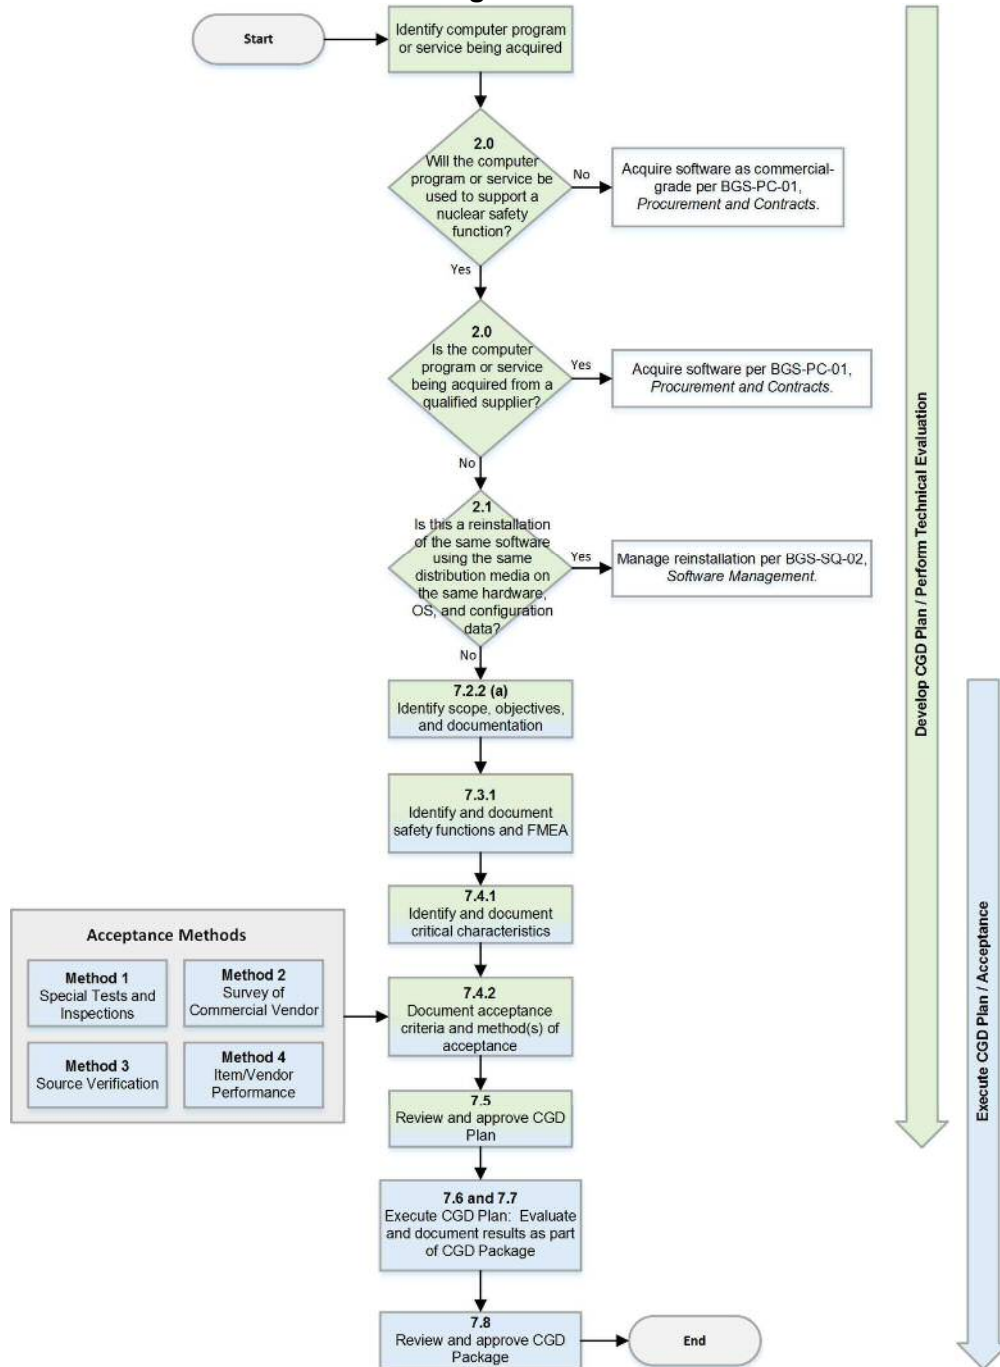 Start
Identify computer program
or service being acquired
2.0
Will the computer
program or service be
used to support a
nuclear safety
function?
No
Acquire software as commercial-
grade per BGS-PC-01,
Procurement and Contracts.
Yes
2.0
Is the computer
program or service
being acquired from a
qualified supplier?
Yes
Acquire software per BGS-PC-01,
Procurement and Contracts.
No
2.1
Is this a reinstallation
of the same software
using the same
distribution media on
the same hardware,
OS, and configuration
data?
Yes
Manage reinstallation per BGS-SQ-02,
Software Management.
No
7.2.2 (a)
Identify scope, objectives,
and documentation
7.3.1
Identify and document
safety functions and FMEA
7.4.1
Identify and document
critical characteristics
Acceptance Methods
Method 1
Special Tests and
Inspections
Method 2
Survey of
Commercial Vendor
Method 3
Source Verification
Method 4
Item/Vendor
Performance
7.4.2
Document acceptance
criteria and method(s) of
acceptance
7.5
Review and approve CGD
Plan
7.6 and 7.7
Execute CGD Plan: Evaluate
and document results as part
of CGD Package
7.8
Review and approve CGD
Package
End
Develop CGD Plan / Perform Technical Evaluation
Execute CGD Plan / Acceptance